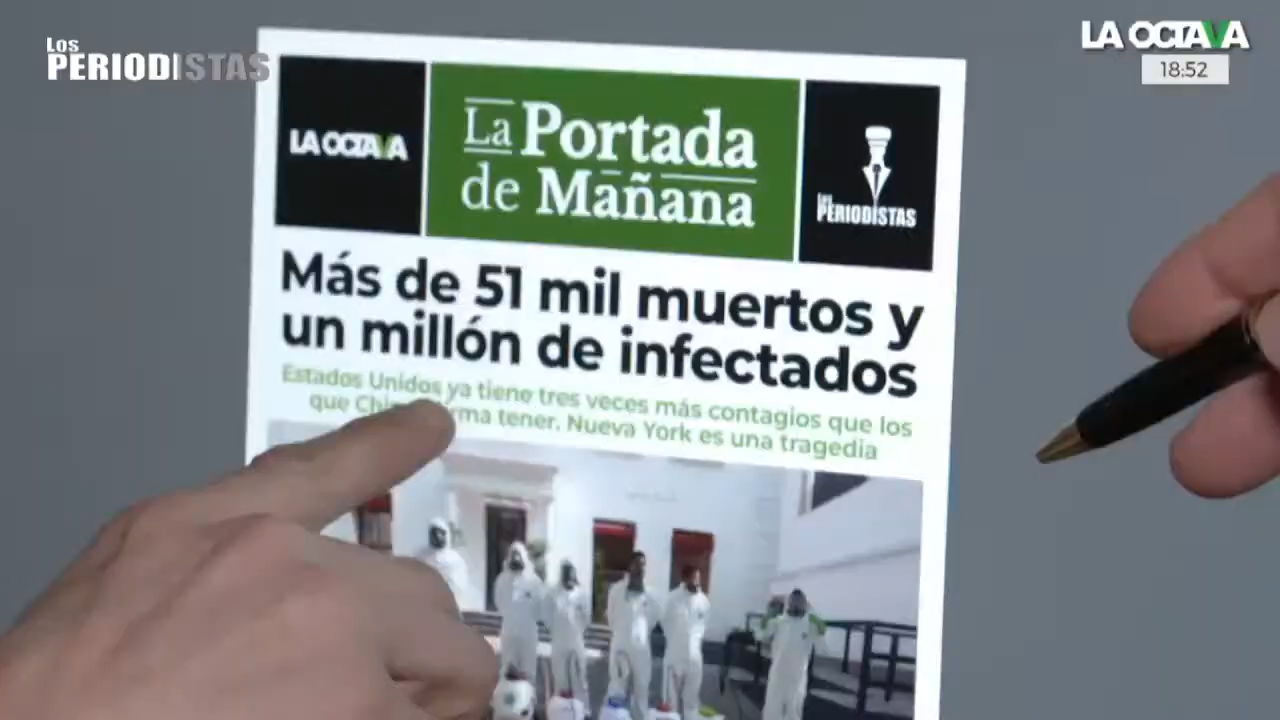 Los
PERIODISTAS
LA OCTAVA
18:52
LA OCTAVA
La Portada
de Mañana
Los
PERIODISTAS
Más de 51 mil muertos y
un millón de infectados
Estados Unidos ya tiene tres veces más contagios que los
que tener. Nueva York es una tragedia